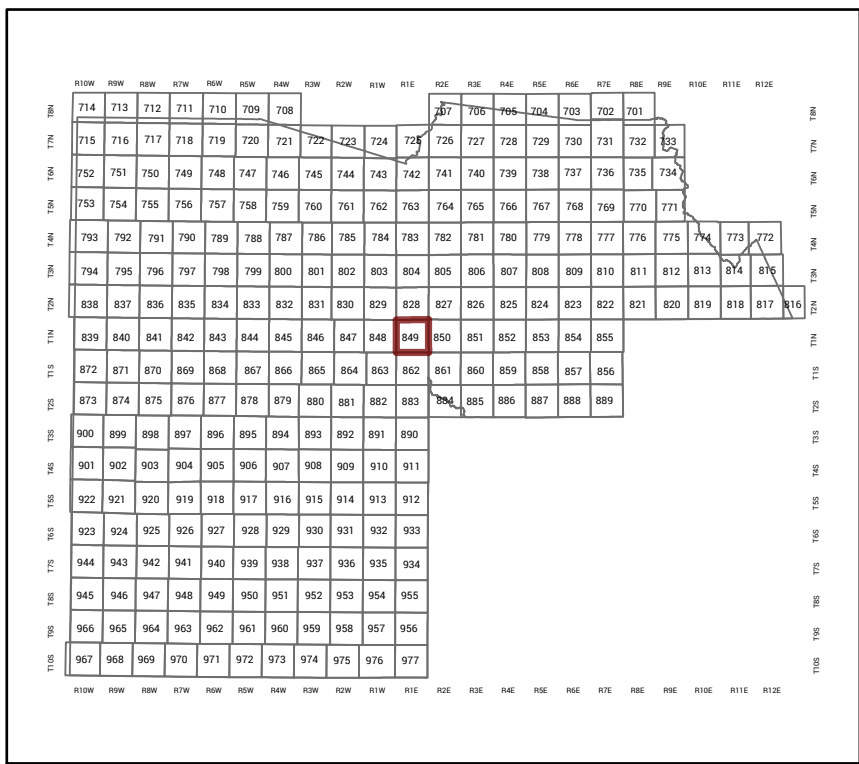 R10W R9W R8W R7W R6W R5W R4W R3W R2W R1W R1E R2E R3E R4E R5E R6E R7E R8E R9E R10E R11E R12E
T8N 714 713 712 711 710 709 708 707 706 705 704 703 702 701 T8N
T7N 715 716 717 718 719 720 721 722 723 724 725 726 727 728 729 730 731 732 733 T7N
T6N 752 751 750 749 748 747 746 745 744 743 742 741 740 739 738 737 736 735 734 T6N
T5N 753 754 755 756 757 758 759 760 761 762 763 764 765 766 767 768 769 770 771 T5N
T4N 793 792 791 790 789 788 787 786 785 784 783 782 781 780 779 778 777 776 775 774 773 772 T4N
T3N 794 795 796 797 798 799 800 801 802 803 804 805 806 807 808 809 810 811 812 813 814 815 T3N
T2N 838 837 836 835 834 833 832 831 830 829 828 827 826 825 824 823 822 821 820 819 818 817 816 T2N
T1N 839 840 841 842 843 844 845 846 847 848 849 850 851 852 853 854 855 T1N
T1S 872 871 870 869 868 867 866 865 864 863 862 861 860 859 858 857 856 T1S
T2S 873 874 875 876 877 878 879 880 881 882 883 884 885 886 887 888 889 T2S
T3S 900 899 898 897 896 895 894 893 892 891 890 T3S
T4S 901 902 903 904 905 906 907 908 909 910 911 T4S
T5S 922 921 920 919 918 917 916 915 914 913 912 T5S
T6S 923 924 925 926 927 928 929 930 931 932 933 T6S
T7S 944 943 942 941 940 939 938 937 936 935 934 T7S
T8S 945 946 947 948 949 950 951 952 953 954 955 T8S
T9S 966 965 964 963 962 961 960 959 958 957 956 T9S
T10S 967 968 969 970 971 972 973 974 975 976 977 T10S
R10W R9W R8W R7W R6W R5W R4W R3W R2W R1W R1E R2E R3E R4E R5E R6E R7E R8E R9E R10E R11E R12E